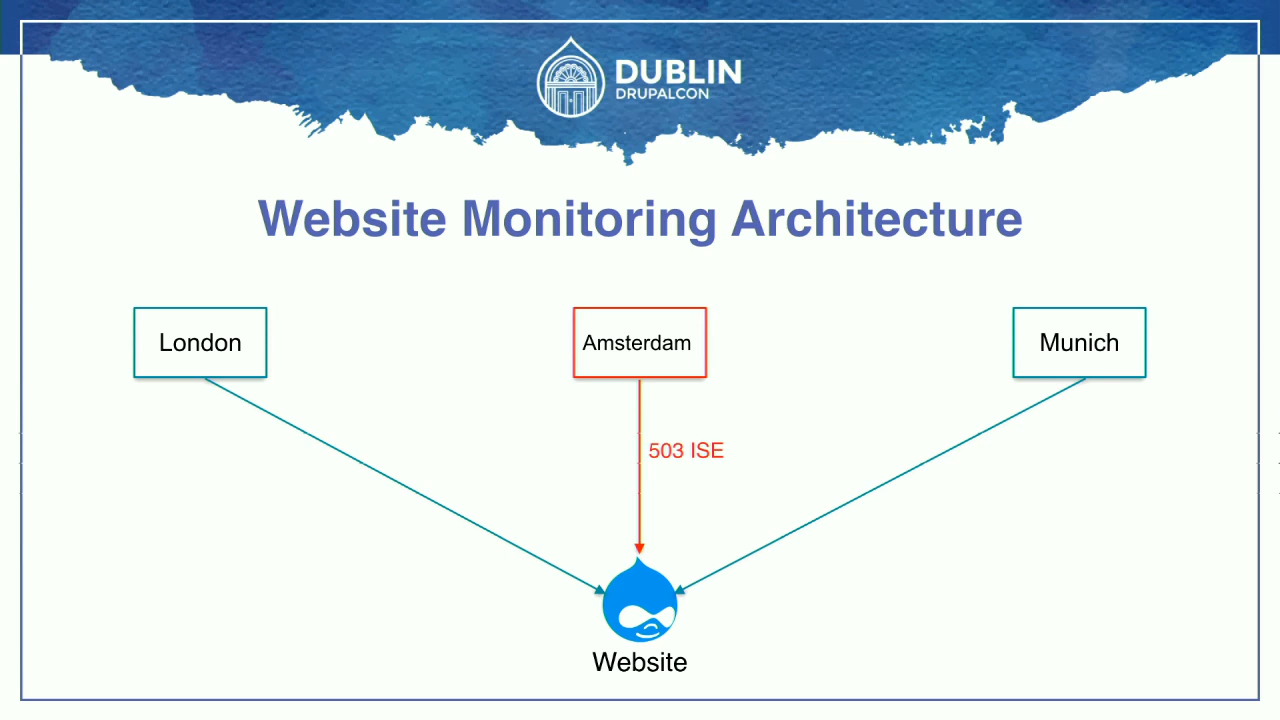 DUBLIN
DRUPALCON
Website Monitoring Architecture
London
Amsterdam
Munich
503 ISE
Website